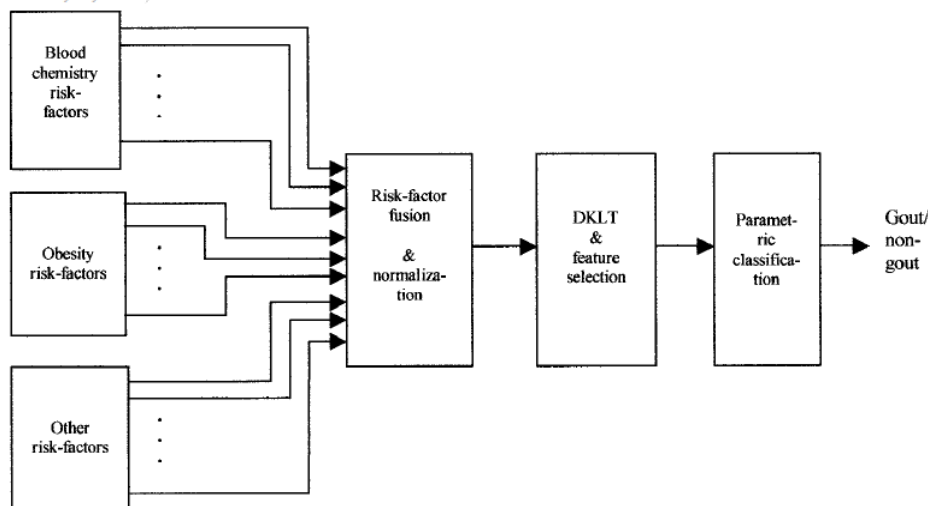 Blood
chemistry
risk-
factors
Obesity
risk-factors
Other
risk-factors
Risk-factor
fusion
&
normaliza-
tion
DKLT
&
feature
selection
Paramet-
ric
classifica-
tion
Gout/
non-
gout